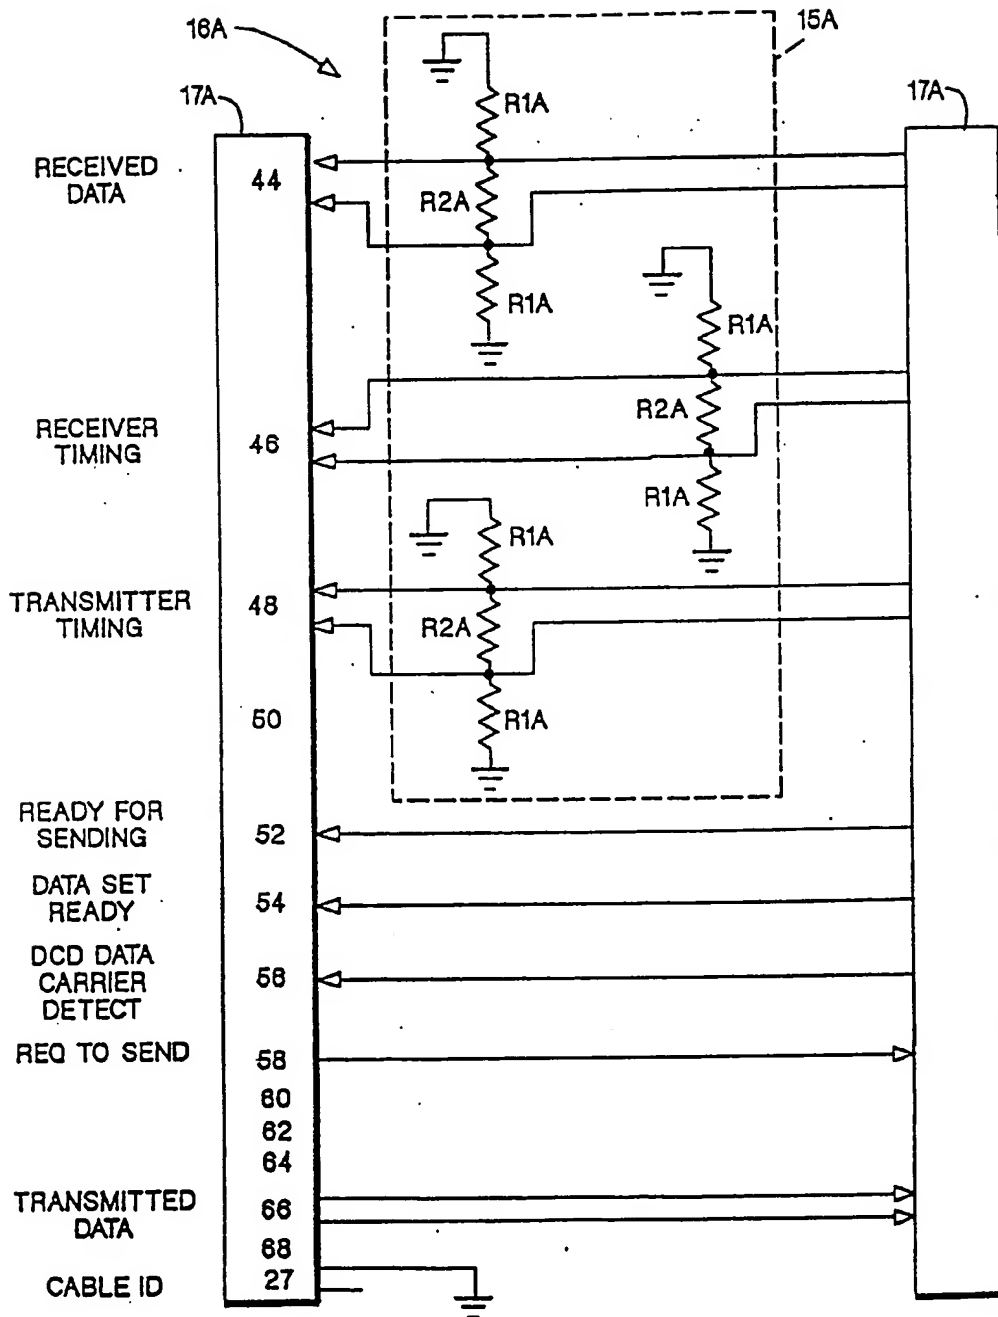 16A
15A
17A
17A
R1A
RECEIVED
DATA
44
R2A
R1A
R1A
RECEIVER
TIMING
46
R2A
R1A
R1A
TRANSMITTER
TIMING
48
R2A
50
R1A
READY FOR
SENDING
52
DATA SET
READY
54
DCD DATA
CARRIER
DETECT
56
REQ TO SEND
58
60
62
64
TRANSMITTED
DATA
66
68
CABLE ID
27